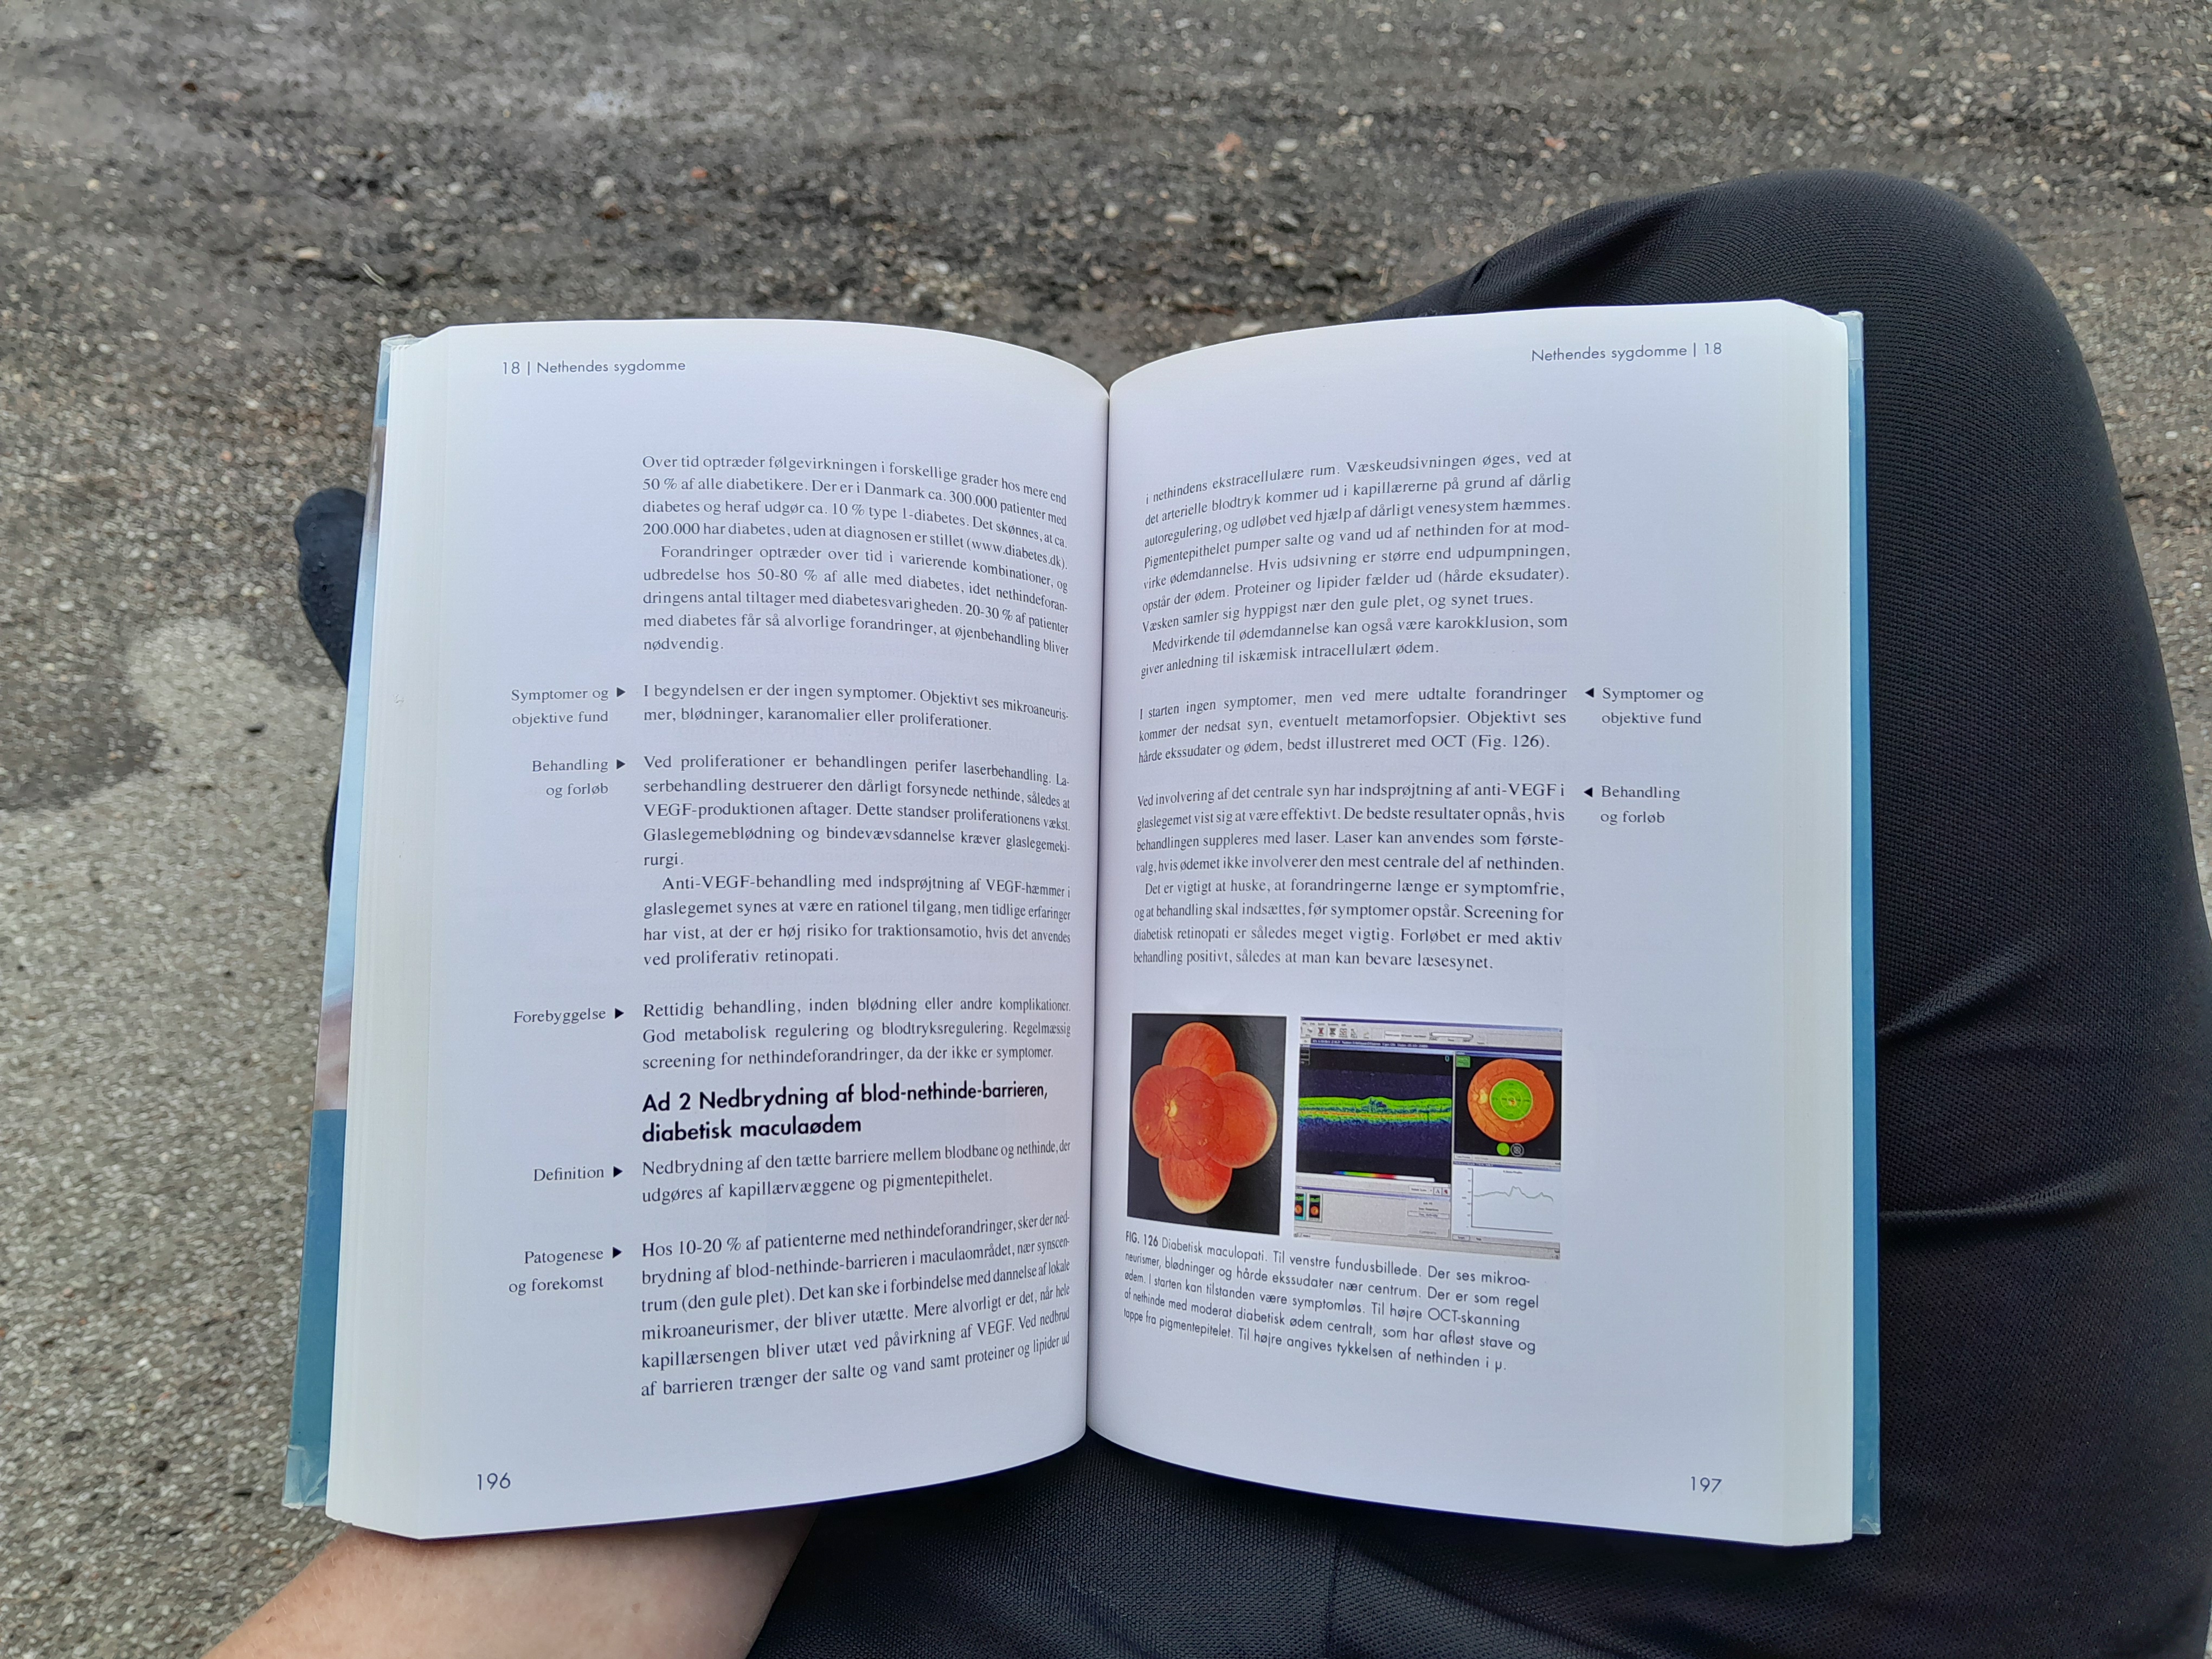 18 | Nethendes sygdomme
Over tid optræder følgevirkningen i forskellige grader hos mere end
50 % af alle diabetikere. Der er i Danmark ca. 300.000 patienter med
diabetes og heraf udgør ca. 10 % type 1-diabetes. Det skønnes, at ca.
200.000 har diabetes, uden at diagnosen er stillet (www.diabetes.dk).
Forandringer optræder over tid i varierende kombinationer, og
udbredelse hos 50-80 % af alle med diabetes, idet nethindeforan-
dringens antal tiltager med diabetesvarigheden. 20-30 % af patienter
med diabetes får så alvorlige forandringer, at øjenbehandling bliver
nødvendig.
Symptomer og ▶
objektive fund
I begyndelsen er der ingen symptomer. Objektivt ses mikroaneuris-
mer, blødninger, karanomalier eller proliferationer.
Behandling ▶
og forløb
Ved proliferationer er behandlingen perifer laserbehandling. La-
serbehandling destruerer den dårligt forsynede nethinde, således at
VEGF-produktionen aftager. Dette standser proliferationens vækst.
Glaslegemeblødning og bindevævsdannelse kræver glaslegemeki-
rurgi.
Anti-VEGF-behandling med indsprøjtning af VEGF-hæmmer i
glaslegemet synes at være en rationel tilgang, men tidlige erfaringer
har vist, at der er høj risiko for traktionsamotio, hvis det anvendes
ved proliferativ retinopati.
Forebyggelse ▶
Rettidig behandling, inden blødning eller andre komplikationer.
God metabolisk regulering og blodtryksregulering. Regelmæssig
screening for nethindeforandringer, da der ikke er symptomer.
Ad 2 Nedbrydning af blod-nethinde-barrieren,
diabetisk maculaødem
Definition ▶
Nedbrydning af den tætte barriere mellem blodbane og nethinde, der
udgøres af kapillærvæggene og pigmentepithelet.
Patogenese ▶
og forekomst
Hos 10-20 % af patienterne med nethindeforandringer, sker der ned-
brydning af blod-nethinde-barrieren i maculaområdet, nær synscen-
trum (den gule plet). Det kan ske i forbindelse med dannelse af lokale
mikroaneurismer, der bliver utætte. Mere alvorligt er det, når hele
kapillærsengen bliver utæt ved påvirkning af VEGF. Ved nedbrud
af barrieren trænger der salte og vand samt proteiner og lipider ud
196
Nethendes sygdomme | 18
i nethindens ekstracellulære rum. Væskeudsivningen øges, ved at
det arterielle blodtryk kommer ud i kapillærerne på grund af dårlig
autoregulering, og udløbet ved hjælp af dårligt venesystem hæmmes.
Pigmentepithelet pumper salte og vand ud af nethinden for at mod-
virke ødemdannelse. Hvis udsivning er større end udpumpningen,
opstår der ødem. Proteiner og lipider fælder ud (hårde eksudater).
Væsken samler sig hyppigst nær den gule plet, og synet trues.
Medvirkende til ødemdannelse kan også være karokklusion, som
giver anledning til iskæmisk intracellulært ødem.
I starten ingen symptomer, men ved mere udtalte forandringer
kommer der nedsat syn, eventuelt metamorfopsier. Objektivt ses
hårde ekssudater og ødem, bedst illustreret med OCT (Fig. 126).
◀ Symptomer og
objektive fund
Ved involvering af det centrale syn har indsprøjtning af anti-VEGF i
glaslegemet vist sig at være effektivt. De bedste resultater opnås, hvis
behandlingen suppleres med laser. Laser kan anvendes som første-
valg, hvis ødemet ikke involverer den mest centrale del af nethinden.
Det er vigtigt at huske, at forandringerne længe er symptomfrie,
og at behandling skal indsættes, før symptomer opstår. Screening for
diabetisk retinopati er således meget vigtig. Forløbet er med aktiv
behandling positivt, således at man kan bevare læsesynet.
◀ Behandling
og forløb
FIG. 126 Diabetisk maculopati. Til venstre fundusbillede. Der ses mikroa-
neurismer, blødninger og hårde ekssudater nær centrum. Der er som regel
ødem. I starten kan tilstanden være symptomløs. Til højre OCT-skanning
af nethinde med moderat diabetisk ødem centralt, som har afløst stave og
tappe fra pigmentepitelet. Til højre angives tykkelsen af nethinden i µ.
197